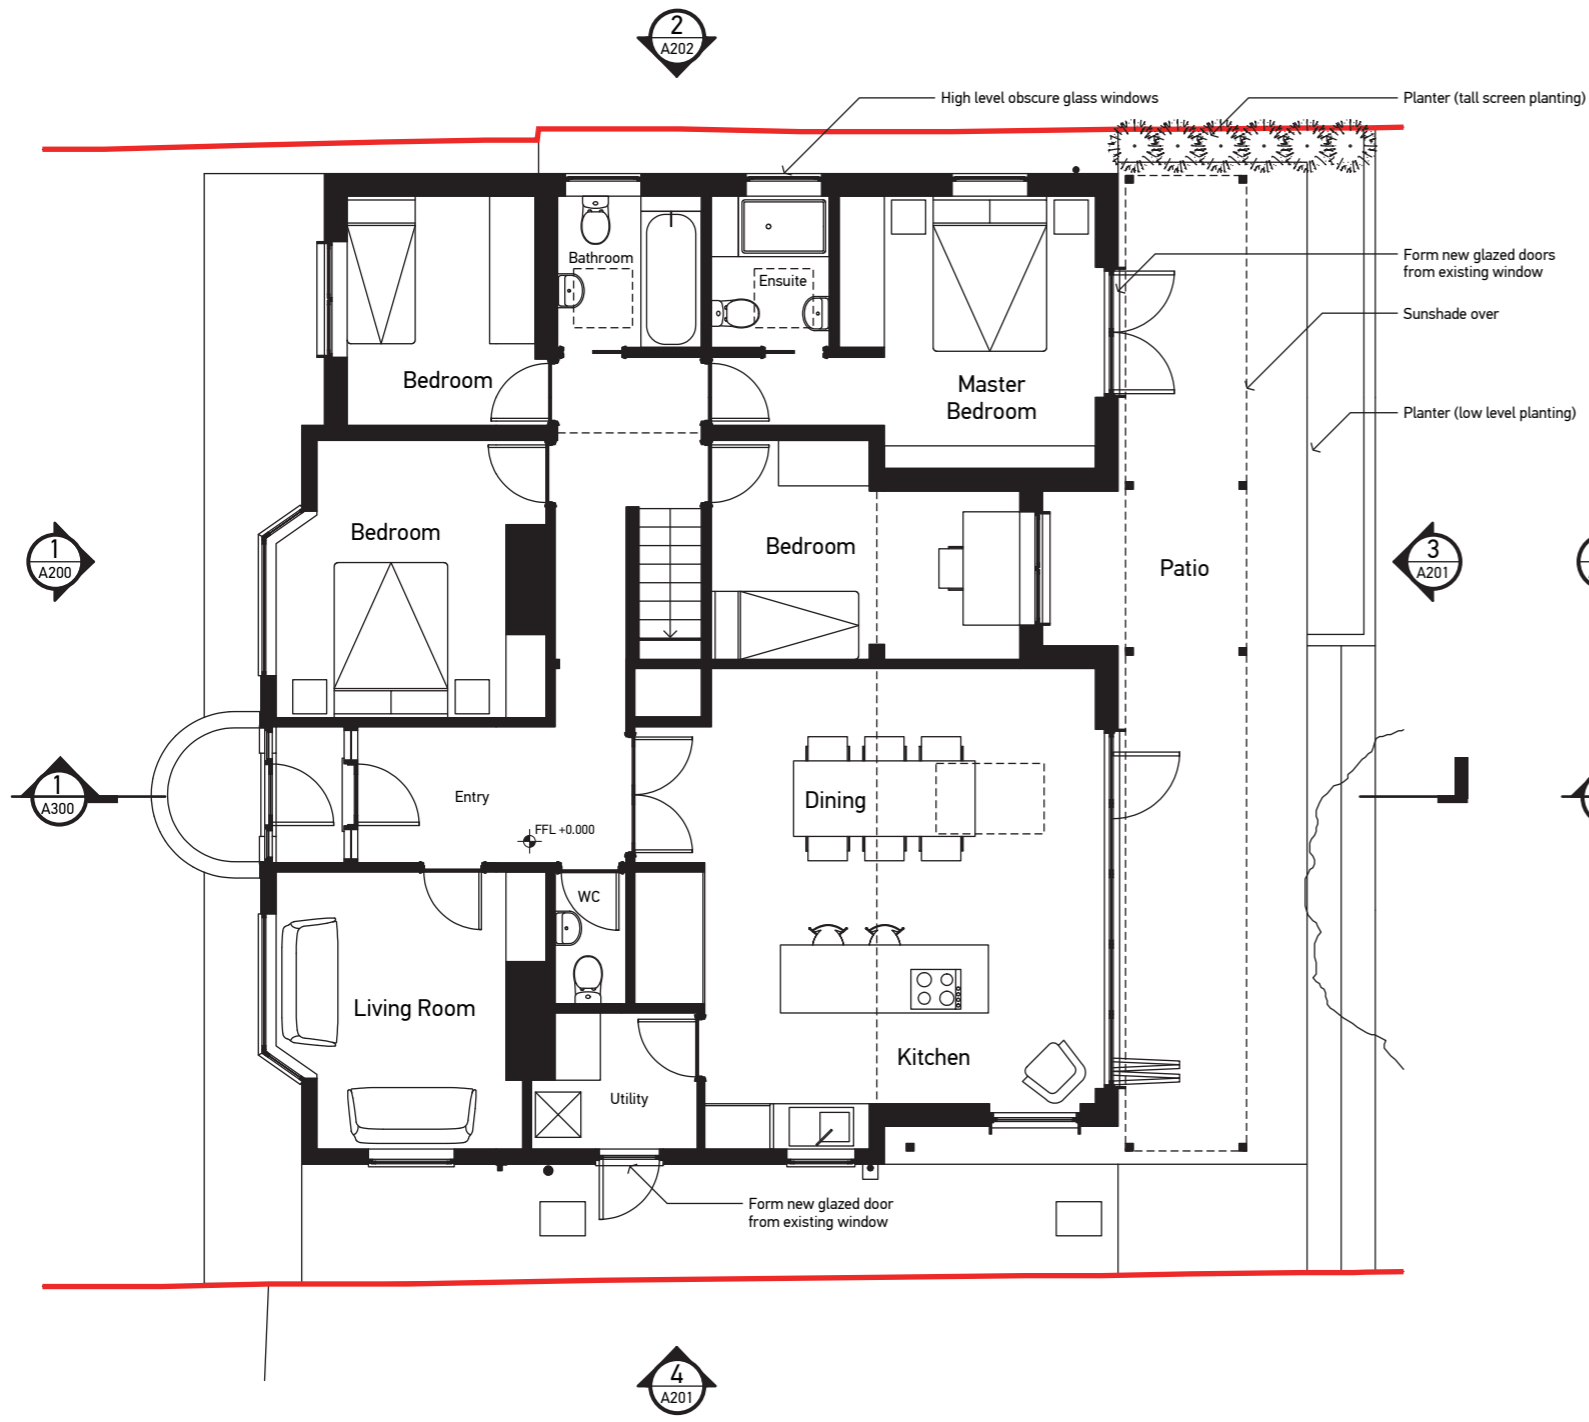 2
A202
High level obscure glass windows
Planter (tall screen planting)
Bathroom
Ensuite
Form new glazed doors
from existing window
Sunshade over
Bedroom
Master
Bedroom
Planter (low level planting)
Bedroom
Bedroom
1
A200
Patio
3
A201
Entry
Dining
1
A300
FFL +0.000
WC
Living Room
Kitchen
Utility
Form new glazed door
from existing window
4
A201